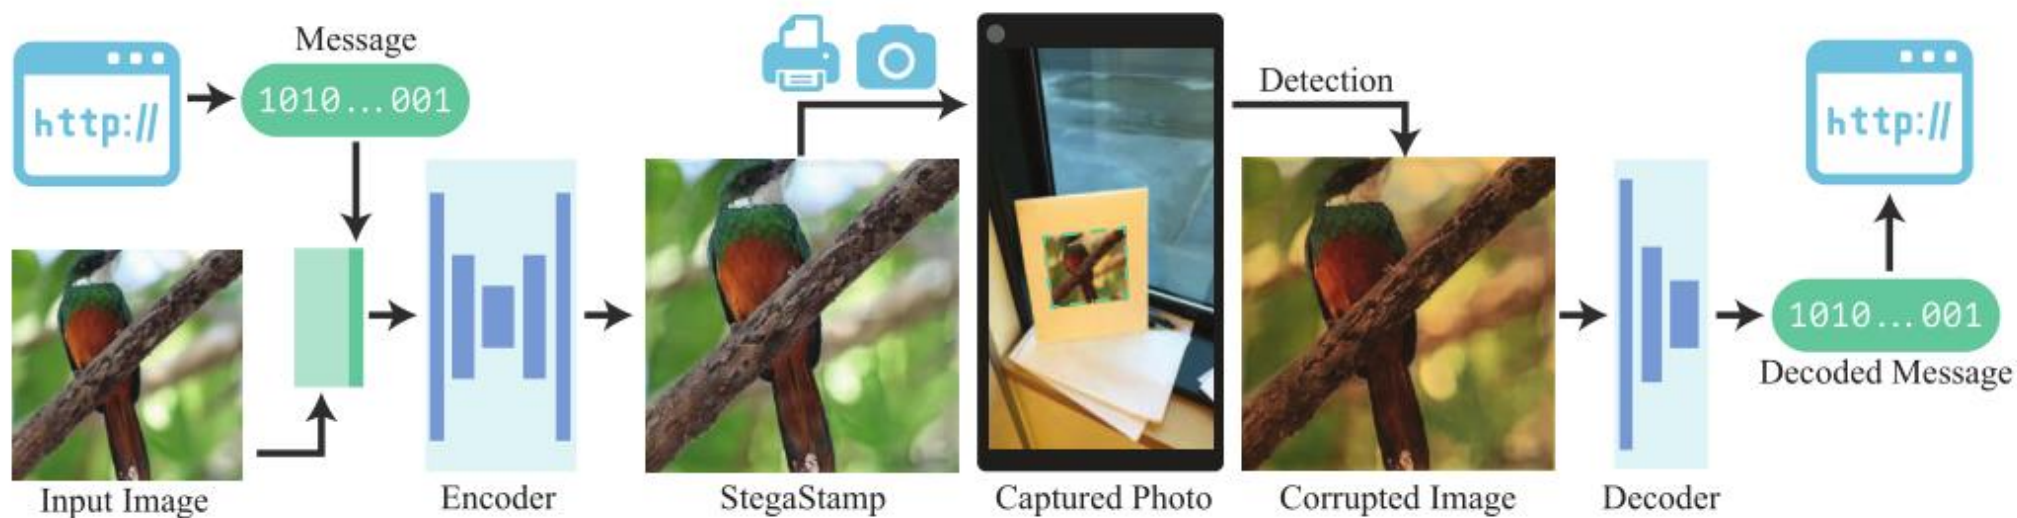 Message
http://
1010...001
Detection
http://
1010...001
Decoded Message
Input Image
Encoder
StegaStamp
Captured Photo
Corrupted Image
Decoder